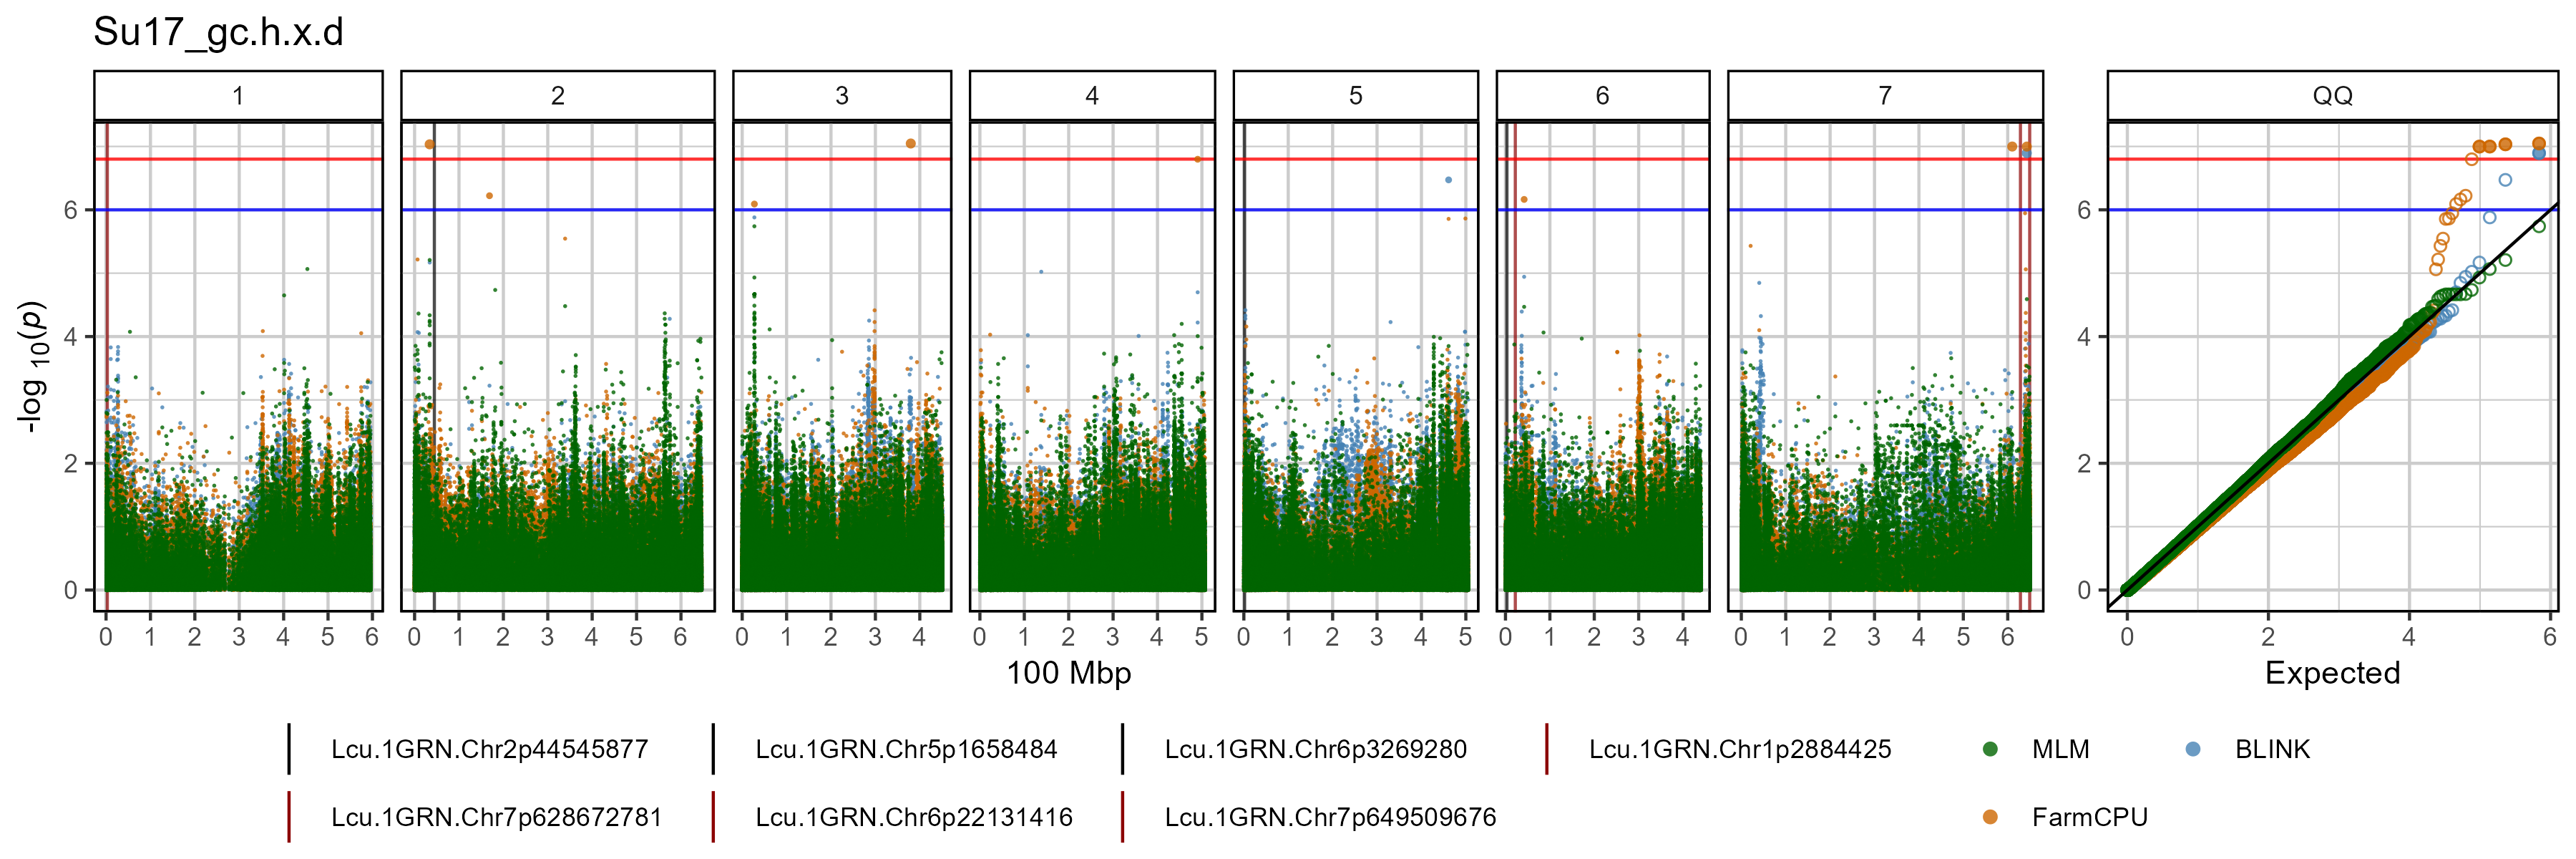 Su17_gc.h.x.d
1 2 3 4 5 6 7 QQ
-log 10(p)
6
4
2
0
6
4
2
0
0 1 2 3 4 5 6 0 1 2 3 4 5 6 0 1 2 3 4 0 1 2 3 4 5 0 1 2 3 4 5 0 1 2 3 4 0 1 2 3 4 5 6 0 2 4 6
100 Mbp Expected
Lcu.1GRN.Chr2p44545877 Lcu.1GRN.Chr5p1658484 Lcu.1GRN.Chr6p3269280 Lcu.1GRN.Chr1p2884425 MLM BLINK
Lcu.1GRN.Chr7p628672781 Lcu.1GRN.Chr6p22131416 Lcu.1GRN.Chr7p649509676 FarmCPU